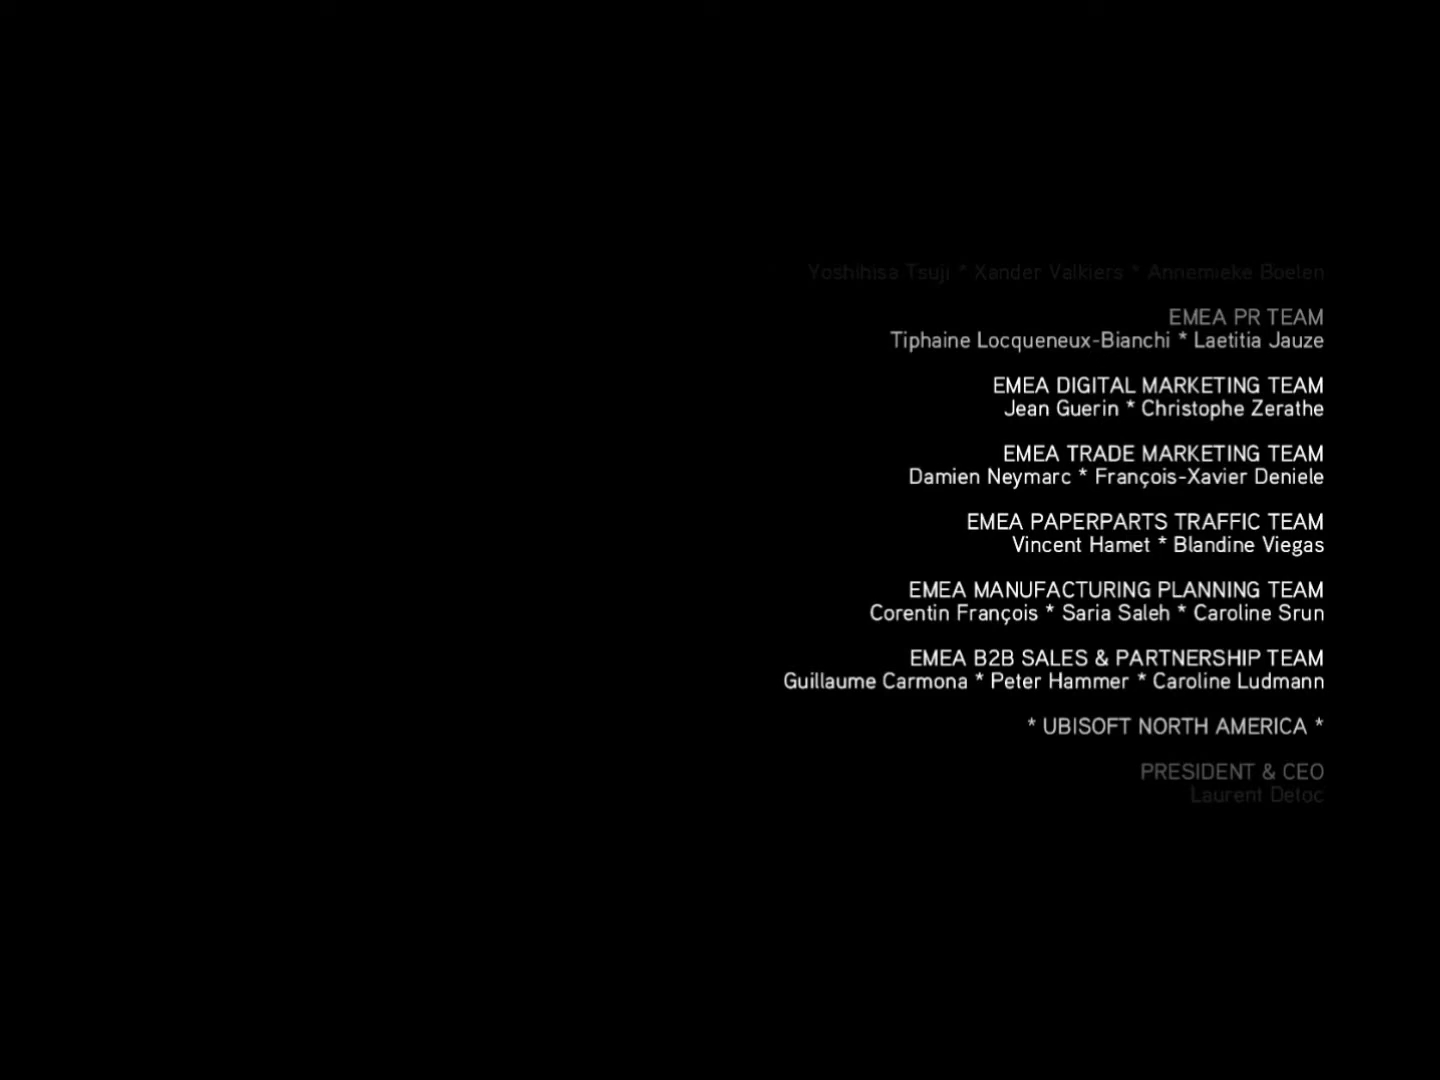 Yoshihisa Tsuji * Xander Valkiers * Annemieke Boelen
EMEA PR TEAM
Tiphaine Locqueneux-Bianchi * Laetitia Jauze
EMEA DIGITAL MARKETING TEAM
Jean Guerin * Christophe Zerathe
EMEA TRADE MARKETING TEAM
Damien Neymarc * François-Xavier Deniele
EMEA PAPERPARTS TRAFFIC TEAM
Vincent Hamet * Blandine Viegas
EMEA MANUFACTURING PLANNING TEAM
Corentin François * Saria Saleh * Caroline Srun
EMEA B2B SALES & PARTNERSHIP TEAM
Guillaume Carmona * Peter Hammer * Caroline Ludmann
* UBISOFT NORTH AMERICA *
PRESIDENT & CEO
Laurent Detoc